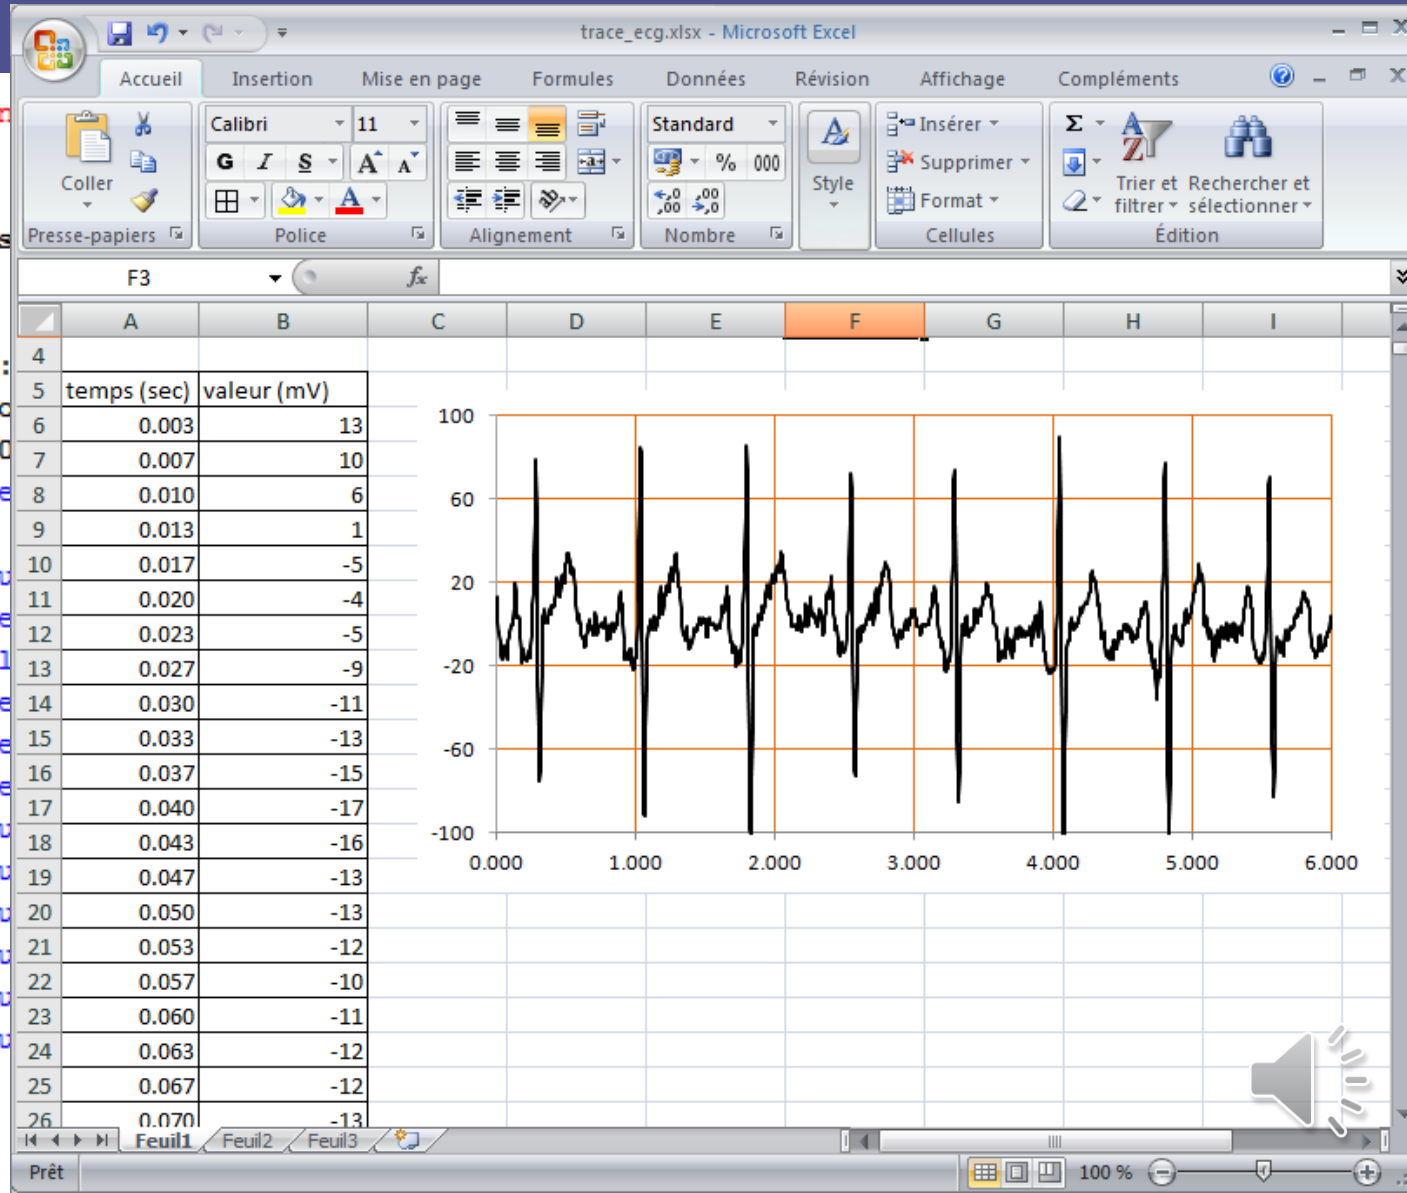 trace_ecg.xlsx - Microsoft Excel
Accueil Insertion Mise en page Formules Données Révision Affichage Compléments
Calibri 11 Standard Insérer Σ
G I S A A % 000 Supprimer
Coller Style Format Trier et filtrer Rechercher et sélectionner
Presse-papiers Police Alignement Nombre Cellules Édition
F3 fx
A B C D E F G H I
4
5 temps (sec) valeur (mV)
6 0.003 13
7 0.007 10
8 0.010 6
9 0.013 1
10 0.017 -5
11 0.020 -4
12 0.023 -5
13 0.027 -9
14 0.030 -11
15 0.033 -13
16 0.037 -15
17 0.040 -17
18 0.043 -16
19 0.047 -13
20 0.050 -13
21 0.053 -12
22 0.057 -10
23 0.060 -11
24 0.063 -12
25 0.067 -12
26 0.070 -13
100
60
20
-20
-60
-100
0.000 1.000 2.000 3.000 4.000 5.000 6.000
Feuil1 Feuil2 Feuil3
Prêt 100 %